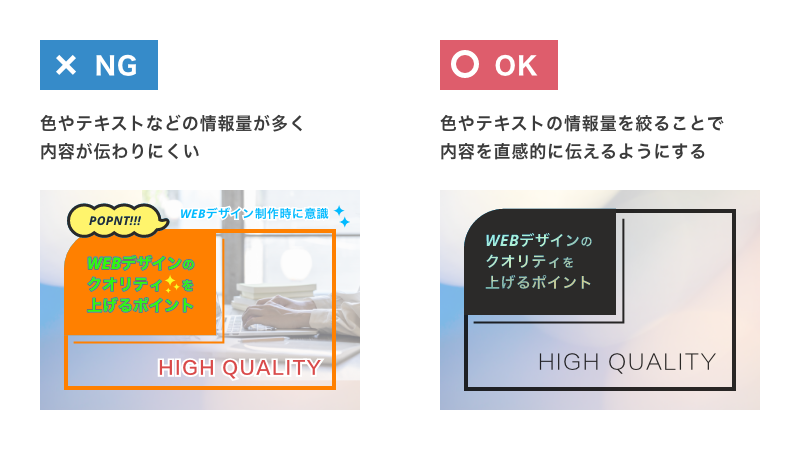 × NG
色やテキストなどの情報量が多く
内容が伝わりにくい
POPNT!!!
WEBデザイン制作時に意識
WEBデザインの
クオリティを
上げるポイント
HIGH QUALITY
○ OK
色やテキストの情報量を絞ることで
内容を直感的に伝えるようにする
WEBデザインの
クオリティを
上げるポイント
HIGH QUALITY